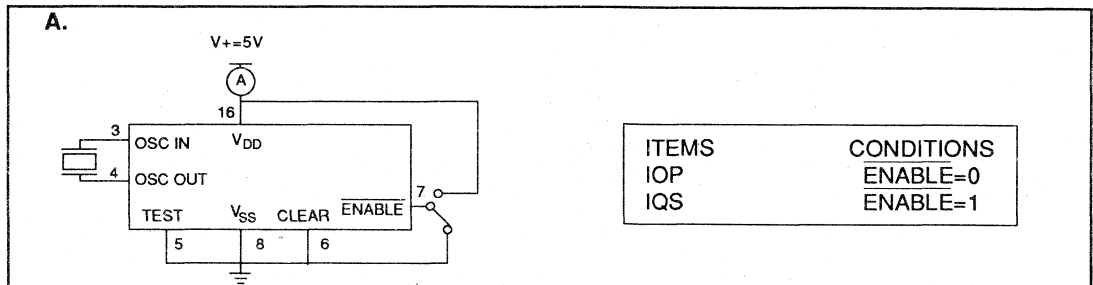 A.
V+=5V
A
16
3 OSC IN VDD
4 OSC OUT
7
ENABLE
TEST VSS CLEAR
5 8 6
ITEMS CONDITIONS
IOP ENABLE=0
IQS ENABLE=1